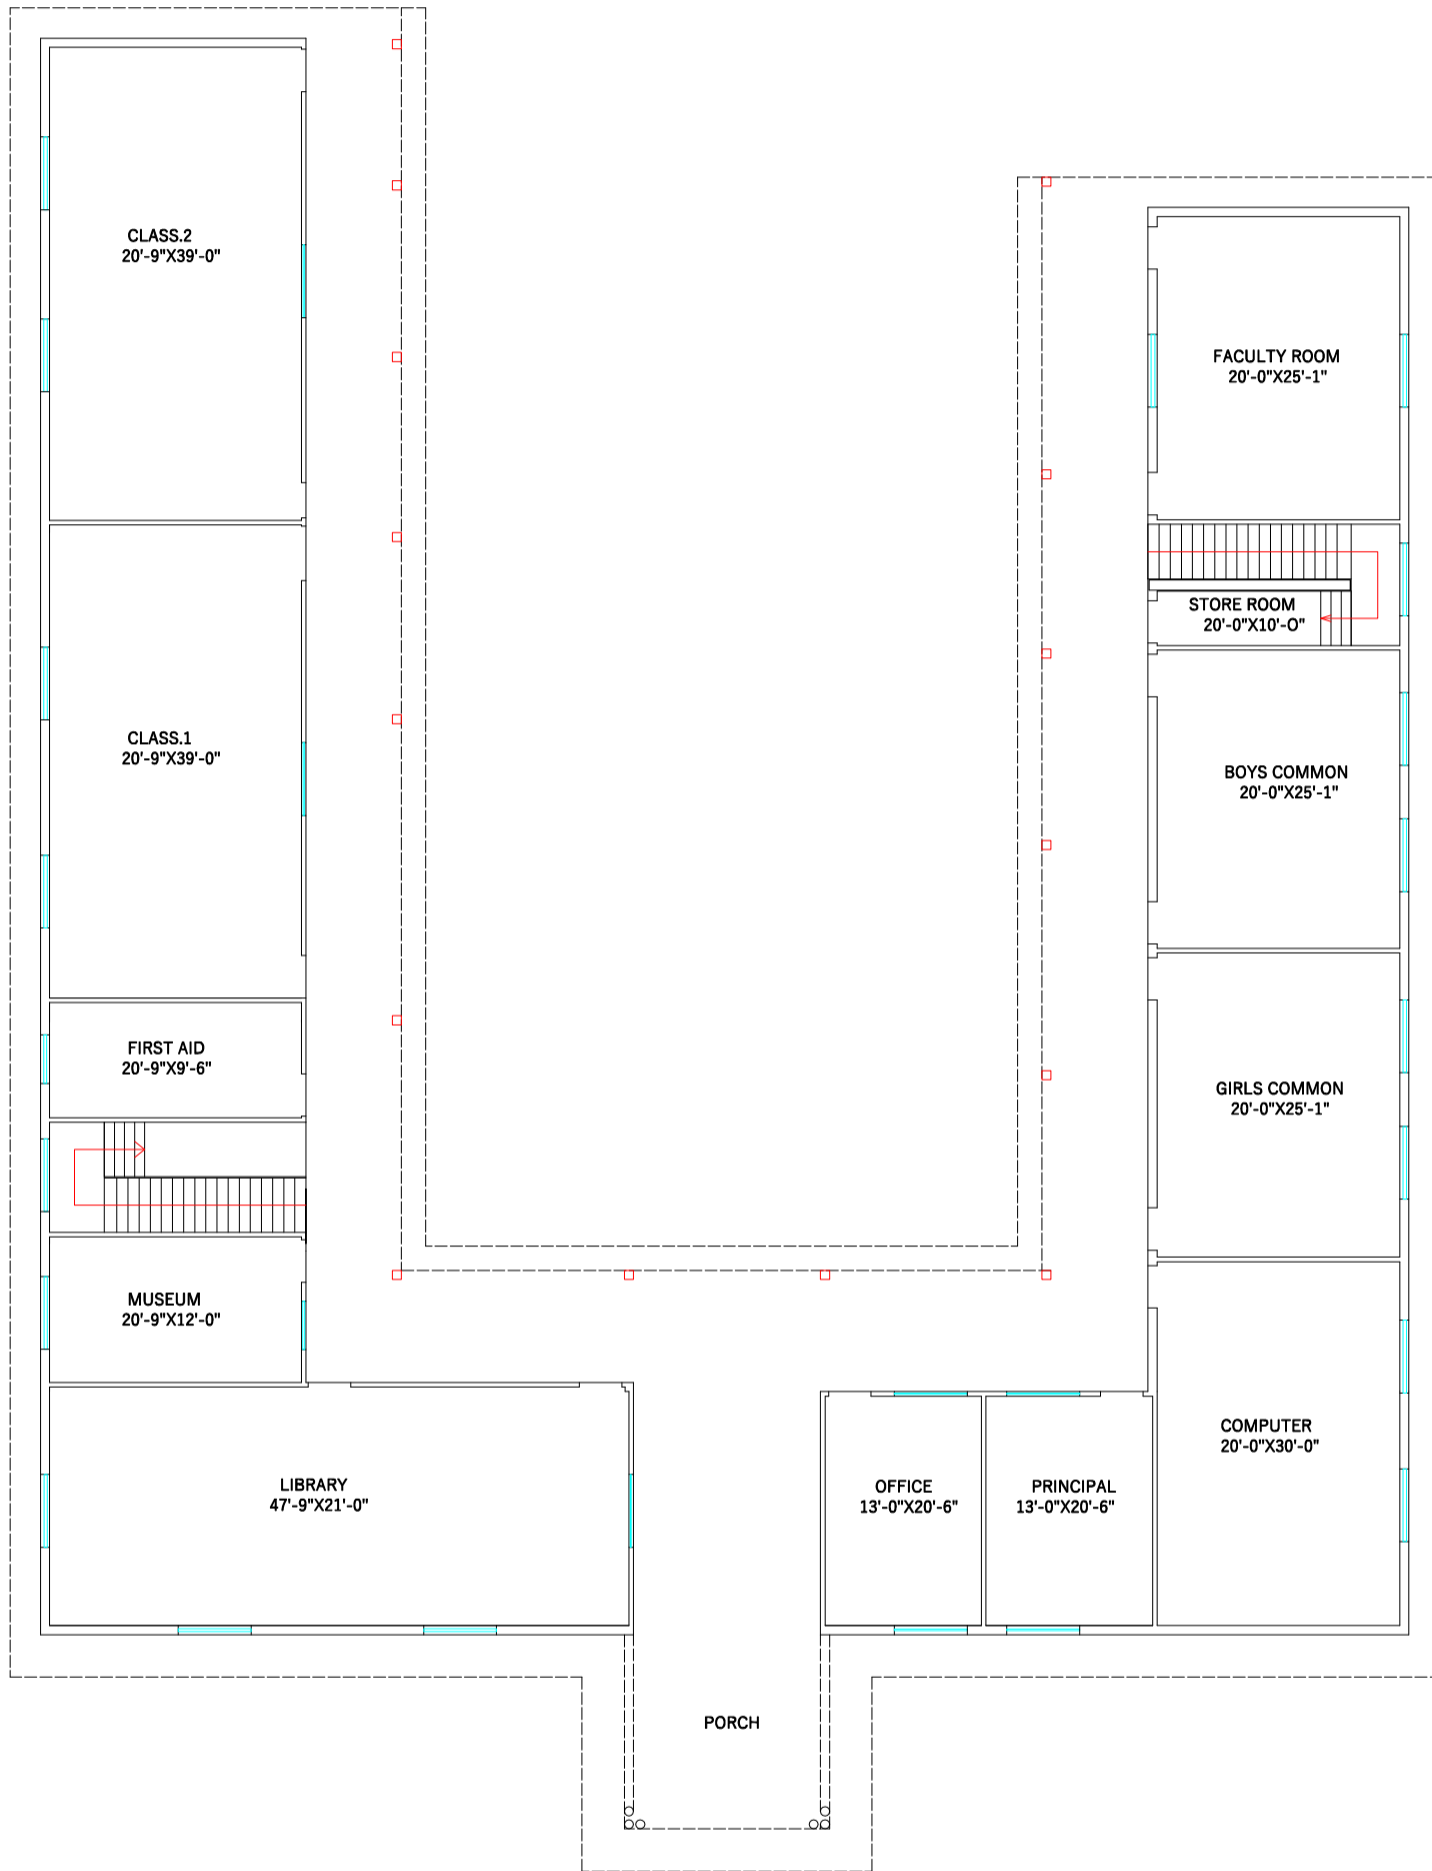 CLASS.2
20'-9"X39'-0"
FACULTY ROOM
20'-0"X25'-1"
STORE ROOM
20'-0"X10'-O"
CLASS.1
20'-9"X39'-0"
BOYS COMMON
20'-0"X25'-1"
FIRST AID
20'-9"X9'-6"
GIRLS COMMON
20'-0"X25'-1"
MUSEUM
20'-9"X12'-0"
COMPUTER
20'-0"X30'-0"
LIBRARY
47'-9"X21'-0"
OFFICE
13'-0"X20'-6"
PRINCIPAL
13'-0"X20'-6"
PORCH